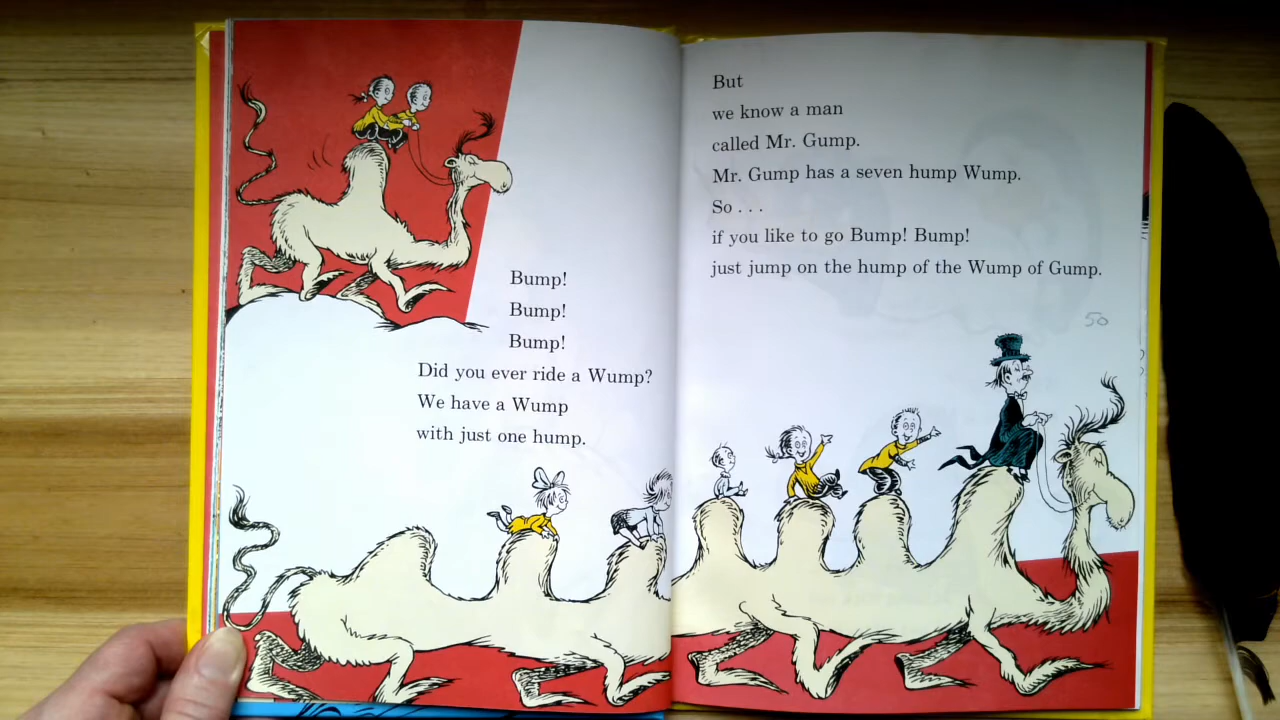 Bump!
Bump!
Bump!
Did you ever ride a Wump?
We have a Wump
with just one hump.
But
we know a man
called Mr. Gump.
Mr. Gump has a seven hump Wump.
So . . .
if you like to go Bump! Bump!
just jump on the hump of the Wump of Gump.
50